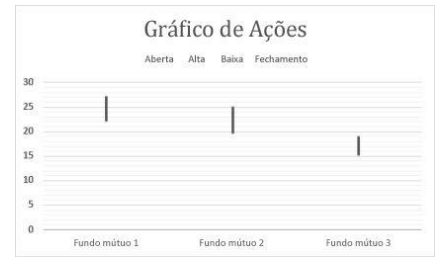 Gráfico de Ações
Aberta Alta Baixa Fechamento
30
25
20
15
10
5
0
Fundo mútuo 1 Fundo mútuo 2 Fundo mútuo 3